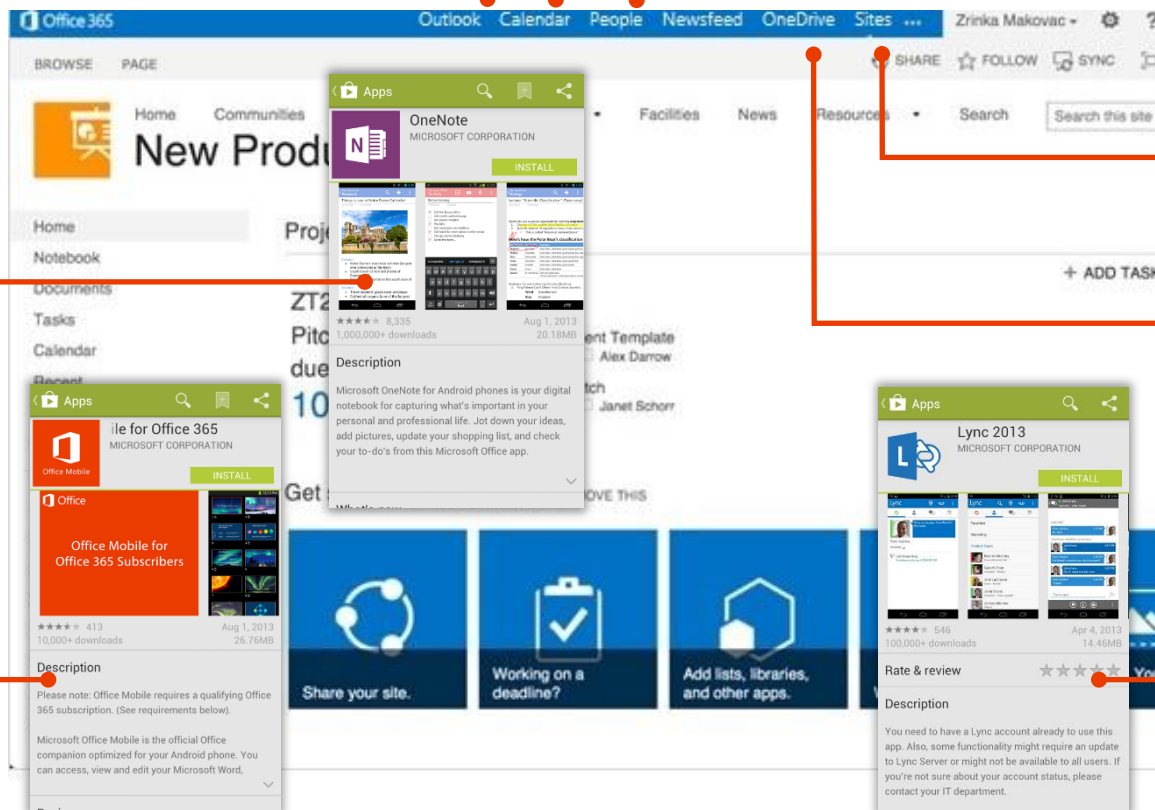 Office 365
Outlook Calendar People Newsfeed OneDrive Sites ... Zrinka Makovac
BROWSE PAGE
SHARE FOLLOW SYNC
Home Communities Facilities News Resources Search Search this site
New Produ
Home
Notebook
Documents
Tasks
Calendar
Recent
Proje
+ ADD TASK
ZT2
Pitc
due
10
ent Template
Alex Darrow
tch
Janet Schorr
Get
OVE THIS
Share your site.
Working on a
deadline?
Add lists, libraries,
and other apps.
You
Apps
OneNote
MICROSOFT CORPORATION
INSTALL
8,335
Aug 1, 2013
1,000,000+ downloads
20.18MB
Description
Microsoft OneNote for Android phones is your digital
notebook for capturing what's important in your
personal and professional life. Jot down your ideas,
add pictures, update your shopping list, and check
your to-do's from this Microsoft Office app.
What's new
Apps
ile for Office 365
MICROSOFT CORPORATION
Office Mobile
INSTALL
Office
Office Mobile for
Office 365 Subscribers
413
Aug 1, 2013
10,000+ downloads
26.76MB
Description
Please note: Office Mobile requires a qualifying Office
365 subscription. (See requirements below).
Microsoft Office Mobile is the official Office
companion optimized for your Android phone. You
can access, view and edit your Microsoft Word,
Apps
Lync 2013
MICROSOFT CORPORATION
INSTALL
546
Apr 4, 2013
100,000+ downloads
14.46MB
Rate & review
Description
You need to have a Lync account already to use this
app. Also, some functionality might require an update
to Lync Server or might not be available to all users. If
you're not sure about your account status, please
contact your IT department.